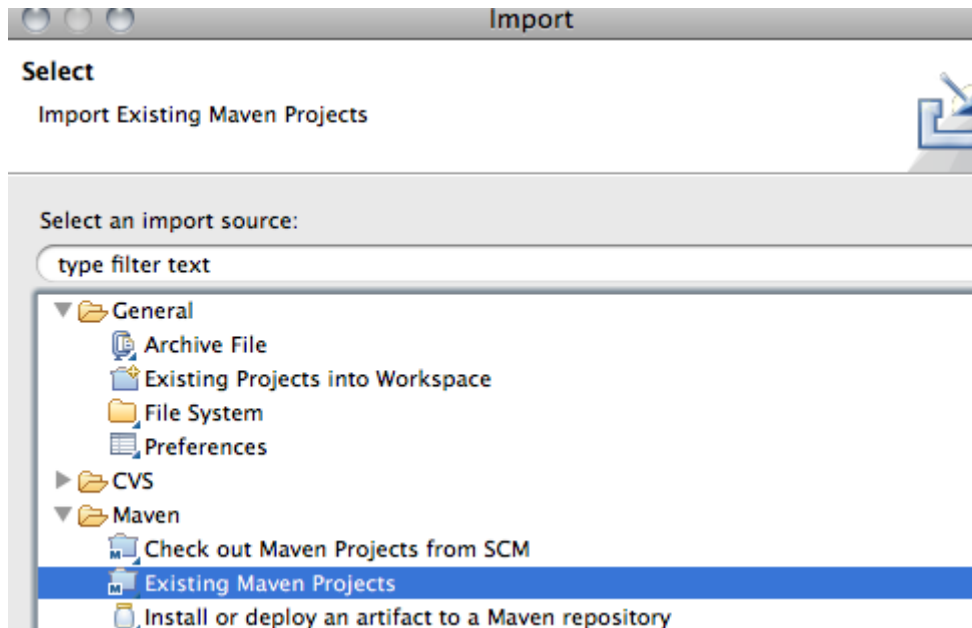 Import
Select
Import Existing Maven Projects
Select an import source:
type filter text
General
Archive File
Existing Projects into Workspace
File System
Preferences
CVS
Maven
Check out Maven Projects from SCM
Existing Maven Projects
Install or deploy an artifact to a Maven repository